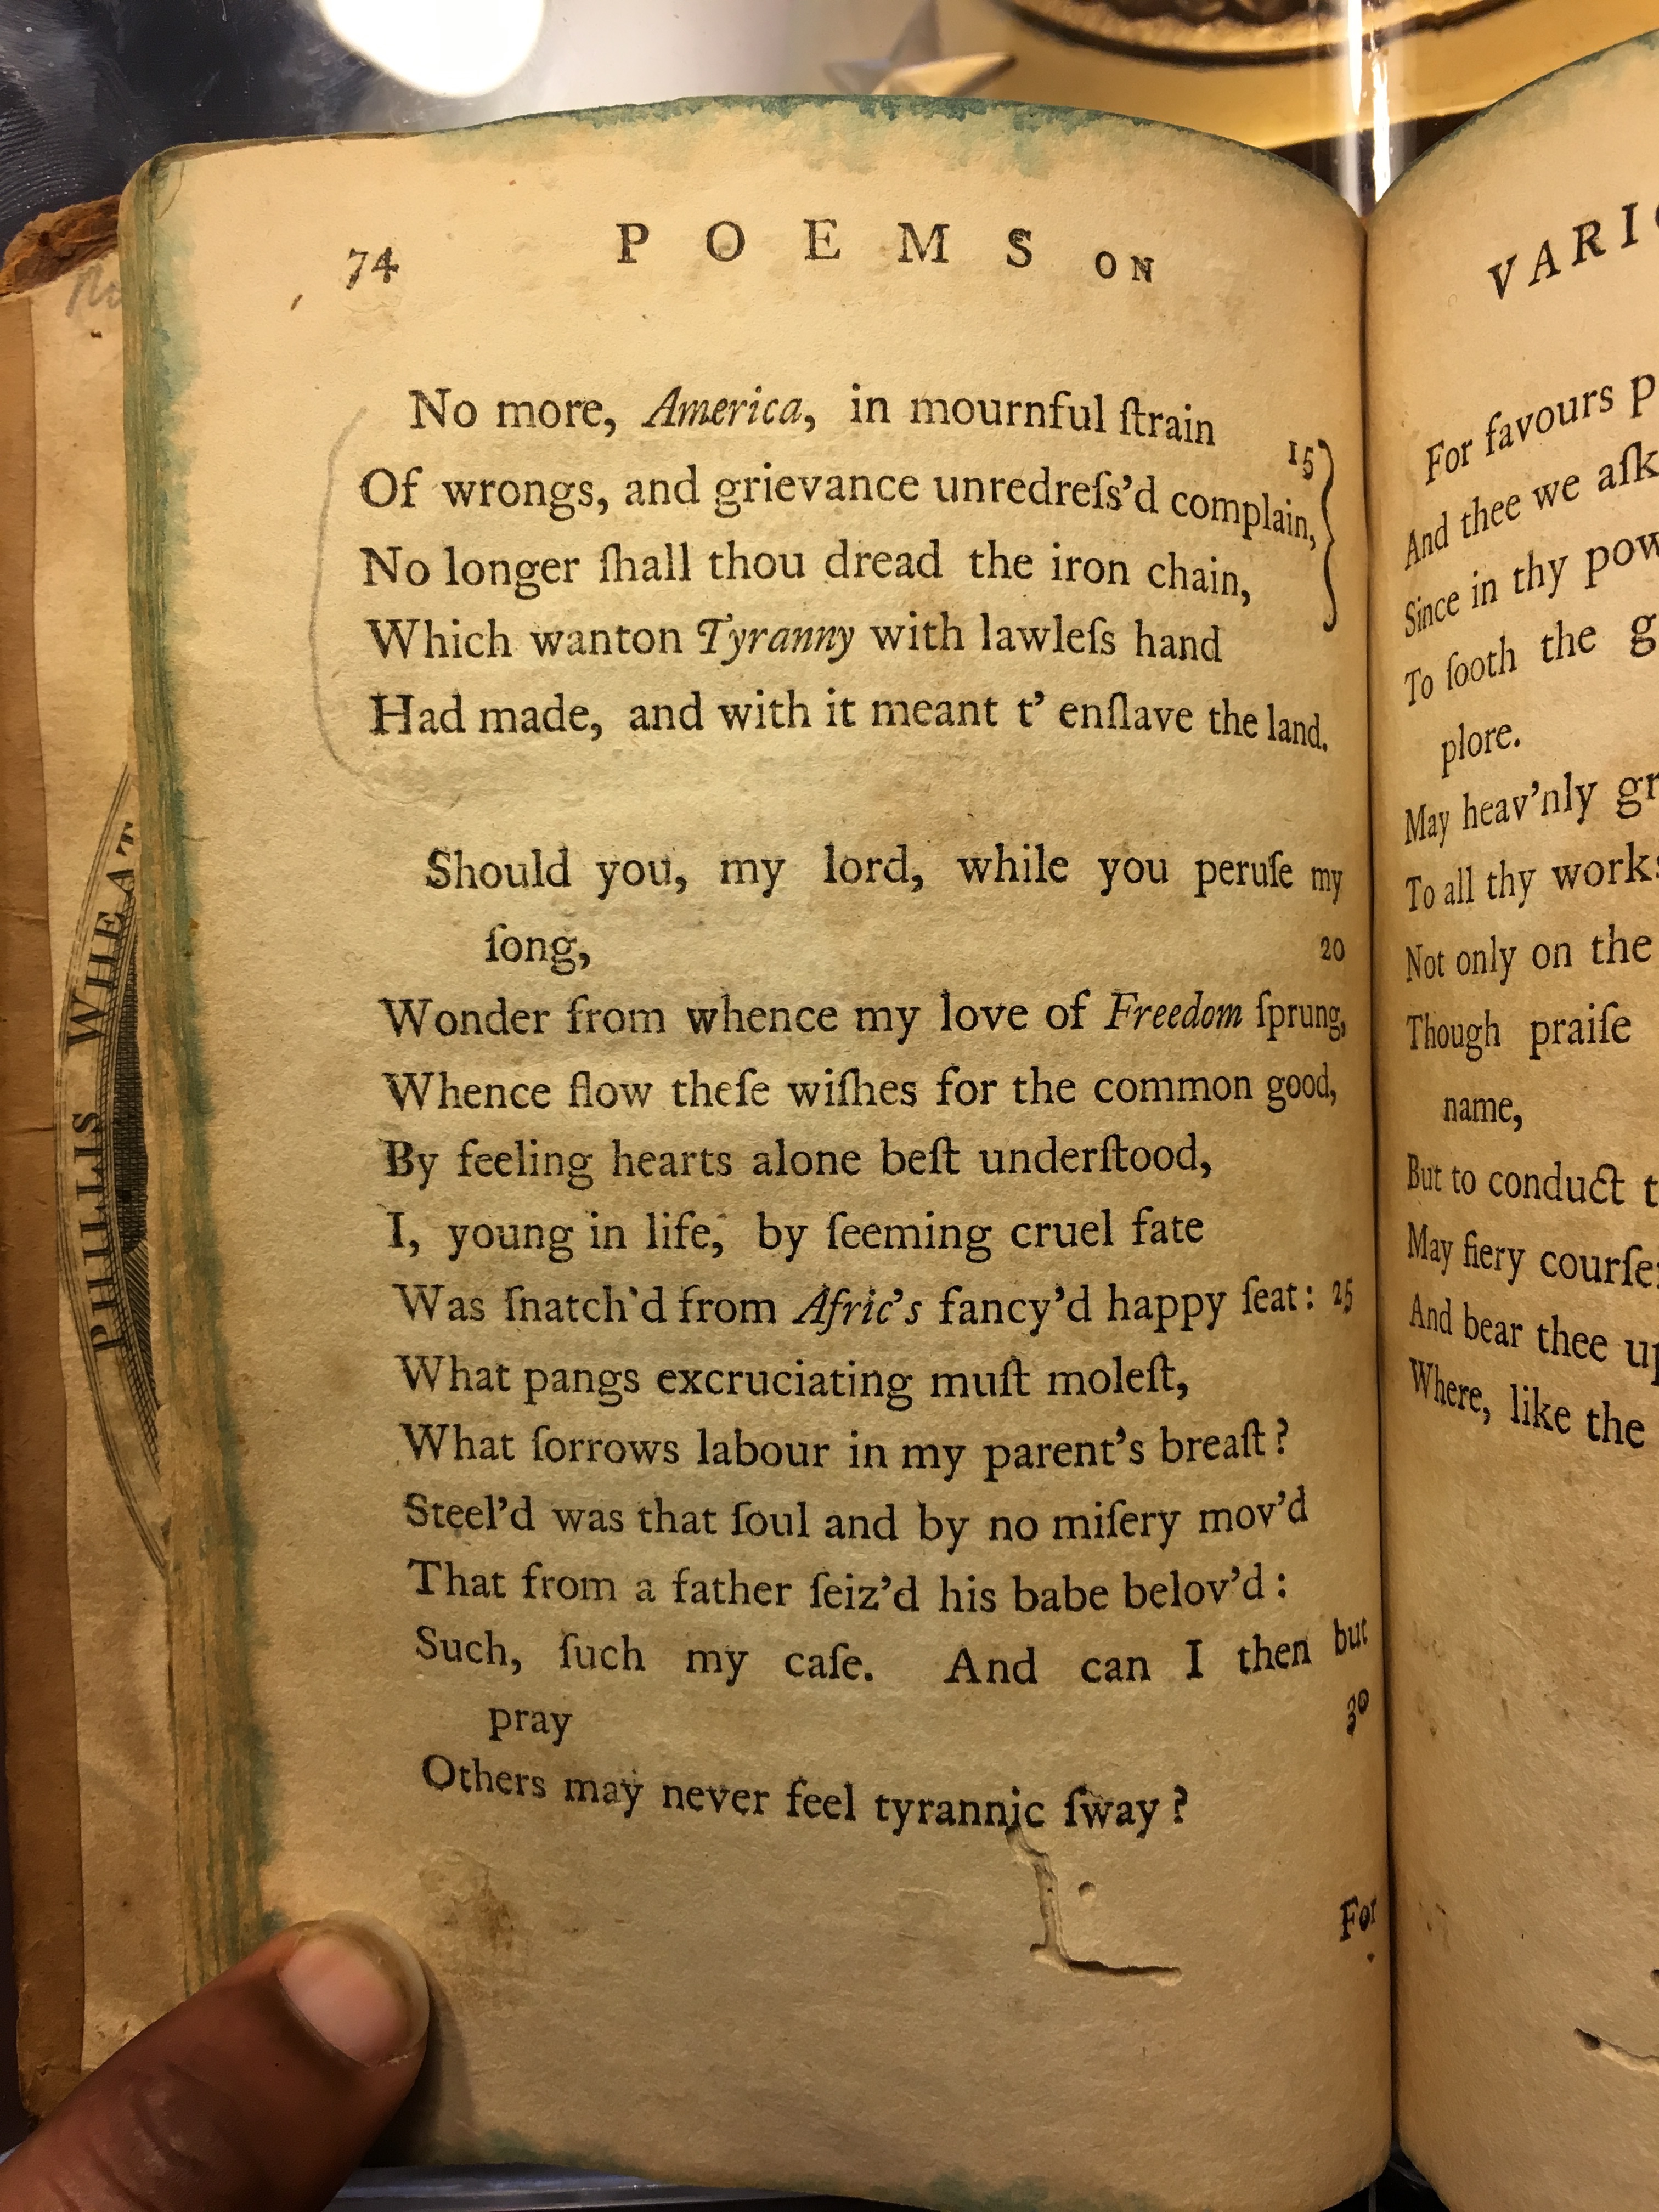 74 POEMS ON
No more, America, in mournful ſtrain
Of wrongs, and grievance unredreſs'd complain, 15
No longer ſhall thou dread the iron chain,
Which wanton Tyranny with lawleſs hand
Had made, and with it meant t' enſlave the land.
Should you, my lord, while you peruſe my
ſong, 20
Wonder from whence my love of Freedom ſprung,
Whence flow theſe wiſhes for the common good,
By feeling hearts alone beſt underſtood,
I, young in life, by ſeeming cruel fate
Was ſnatch'd from Afric's fancy'd happy ſeat: 25
What pangs excruciating muſt moleſt,
What ſorrows labour in my parent's breaſt?
Steel'd was that ſoul and by no miſery mov'd
That from a father ſeiz'd his babe belov'd:
Such, ſuch my caſe. And can I then but
pray 30
Others may never feel tyrannic ſway?
For
PHILLIS WHEAT
VARIO
For favours p
And thee we aſk
Since in thy pow
To ſooth the g
plore.
May heav'nly gr
To all thy works
Not only on the
Though praiſe
name,
But to conduct t
May fiery courſe
And bear thee up
Where, like the